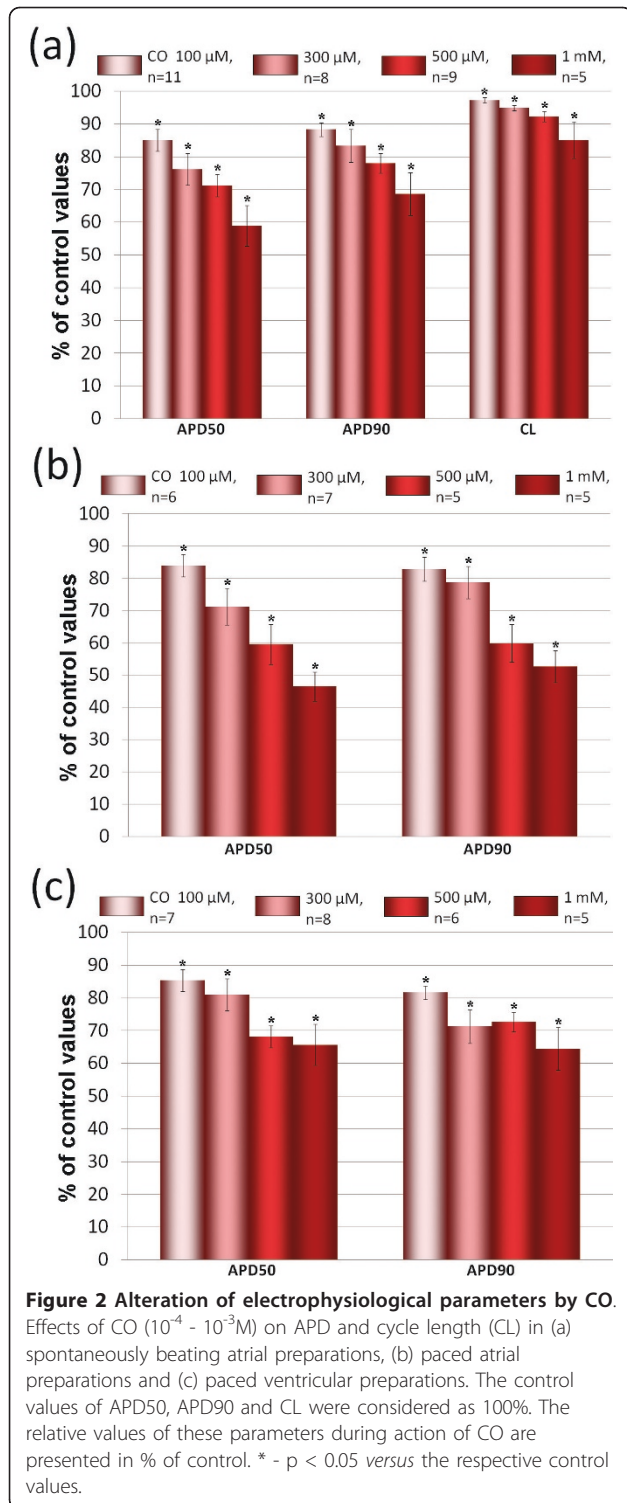 (a)
CO 100 µM, n=11
300 µM, n=8
500 µM, n=9
1 mM, n=5
% of control values
100
90
80
70
60
50
40
30
20
10
0
* * * *
* * * *
* * * *
APD50 APD90 CL
(b)
CO 100 µM, n=6
300 µM, n=7
500 µM, n=5
1 mM, n=5
% of control values
100
90
80
70
60
50
40
30
20
10
0
* * * *
* * * *
APD50 APD90
(c)
CO 100 µM, n=7
300 µM, n=8
500 µM, n=6
1 mM, n=5
% of control values
100
90
80
70
60
50
40
30
20
10
0
* * * *
* * * *
APD50 APD90
Figure 2 Alteration of electrophysiological parameters by CO.
Effects of CO (10⁻⁴ - 10⁻³M) on APD and cycle length (CL) in (a)
spontaneously beating atrial preparations, (b) paced atrial
preparations and (c) paced ventricular preparations. The control
values of APD50, APD90 and CL were considered as 100%. The
relative values of these parameters during action of CO are
presented in % of control. * - p < 0.05 versus the respective control
values.